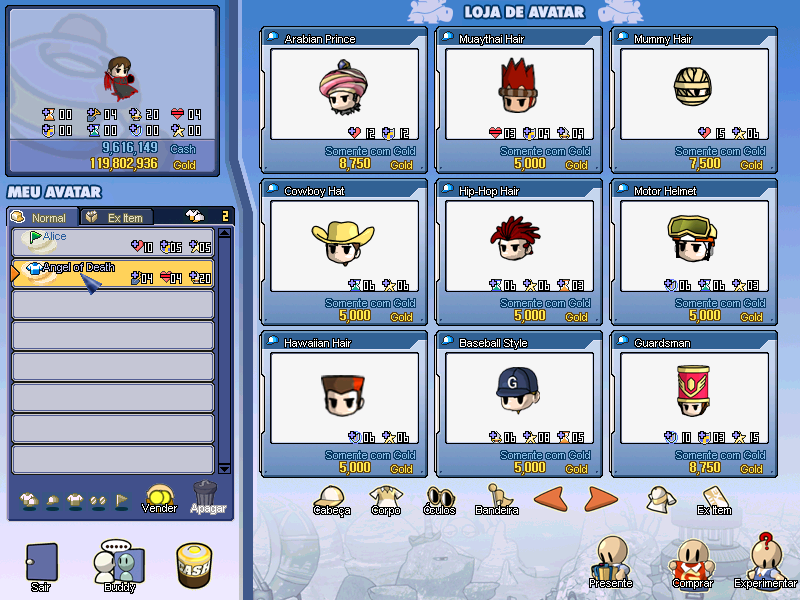 LOJA DE AVATAR
00 04 20 04
00 00 00 00
9,616,149 Cash
119,802,936 Gold
MEU AVATAR
Normal Ex Item 2
Alice
10 05 05
Angel of Death
04 04 20
Vender
Apagar
Sair
Buddy
CASH
Arabian Prince
12 12
Somente com Gold
8,750 Gold
Muaythai Hair
03 09 04
Somente com Gold
5,000 Gold
Mummy Hair
15 06
Somente com Gold
7,500 Gold
Cowboy Hat
06 06
Somente com Gold
5,000 Gold
Hip-Hop Hair
06 06 03
Somente com Gold
5,000 Gold
Motor Helmet
06 06 03
Somente com Gold
5,000 Gold
Hawaiian Hair
06 06
Somente com Gold
5,000 Gold
Baseball Style
G
06 08 05
Somente com Gold
5,000 Gold
Guardsman
10 03 15
Somente com Gold
8,750 Gold
Cabeça
Corpo
Óculos
Bandeira
Ex Item
Presente
Comprar
Experimentar